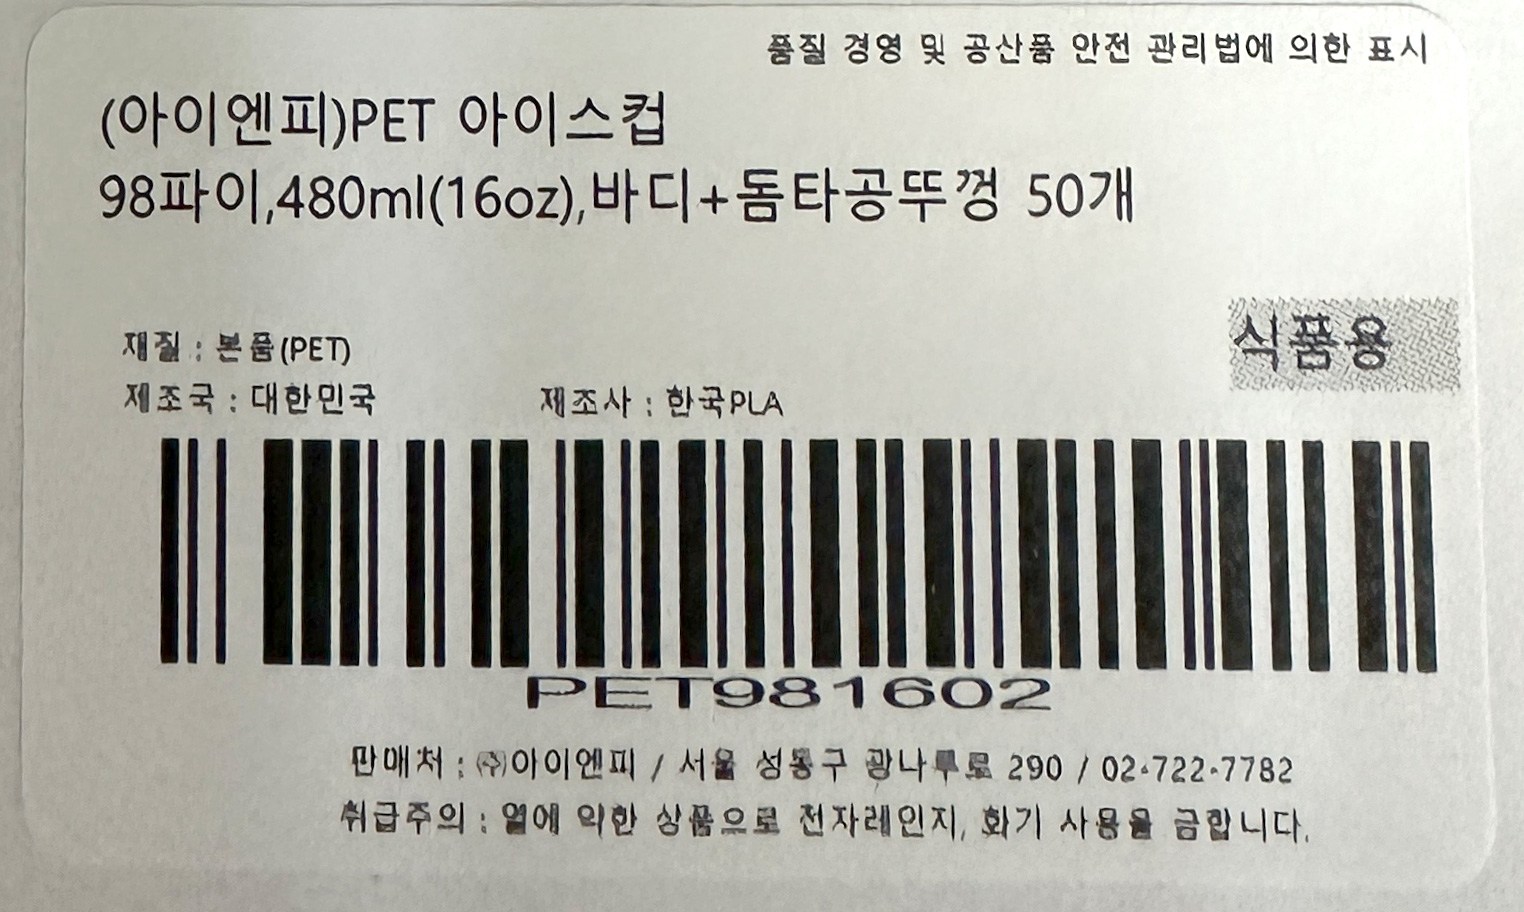 품질 경영 및 공산품 안전 관리법에 의한 표시
(아이엔피)PET 아이스컵
98파이,480ml(16oz),바디+돔타공뚜껑 50개
식품용
재질 : 본품(PET)
제조국 : 대한민국 제조사 : 한국PLA
PET981602
판매처 : ㈜아이엔피 / 서울 성동구 광나루로 290 / 02-722-7782
취급주의 : 열에 약한 상품으로 전자레인지, 화기 사용을 금합니다.